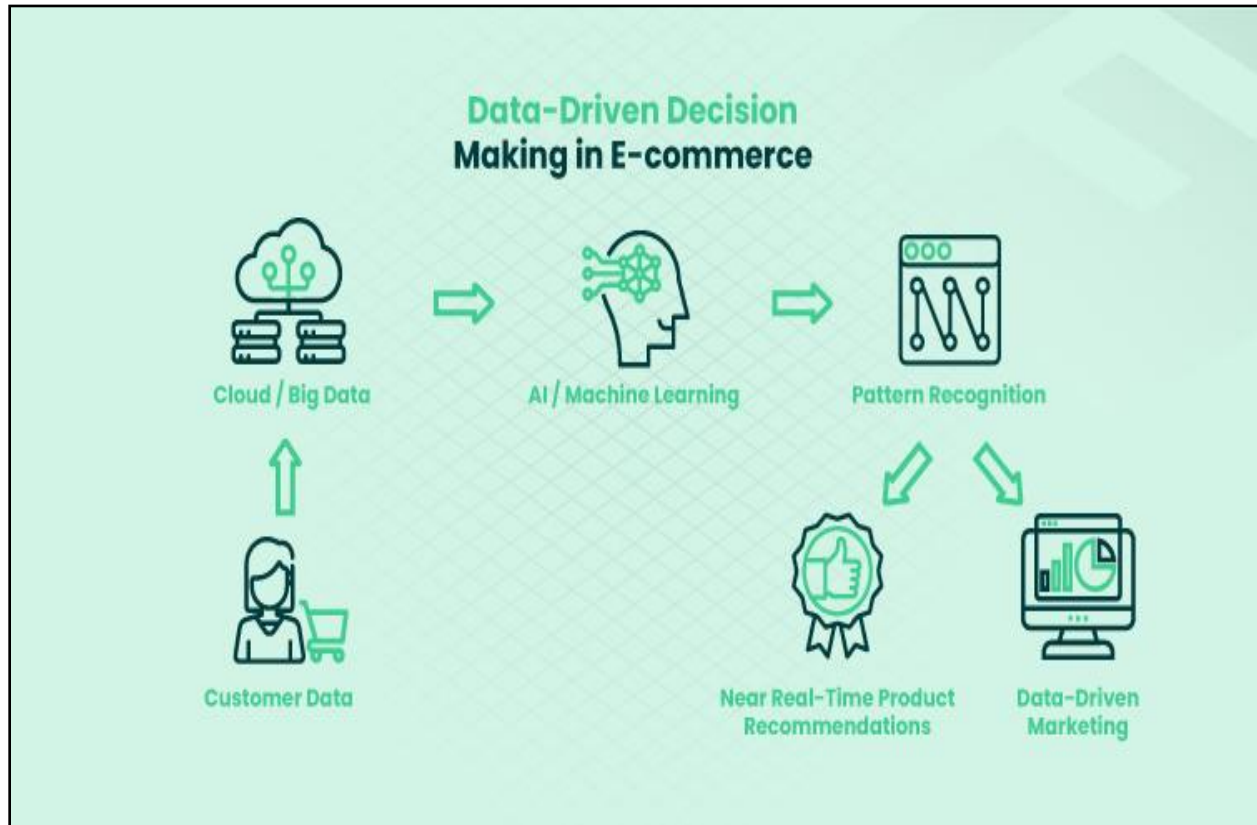 Data-Driven Decision
Making in E-commerce
Cloud / Big Data
AI / Machine Learning
Pattern Recognition
Customer Data
Near Real-Time Product
Recommendations
Data-Driven
Marketing